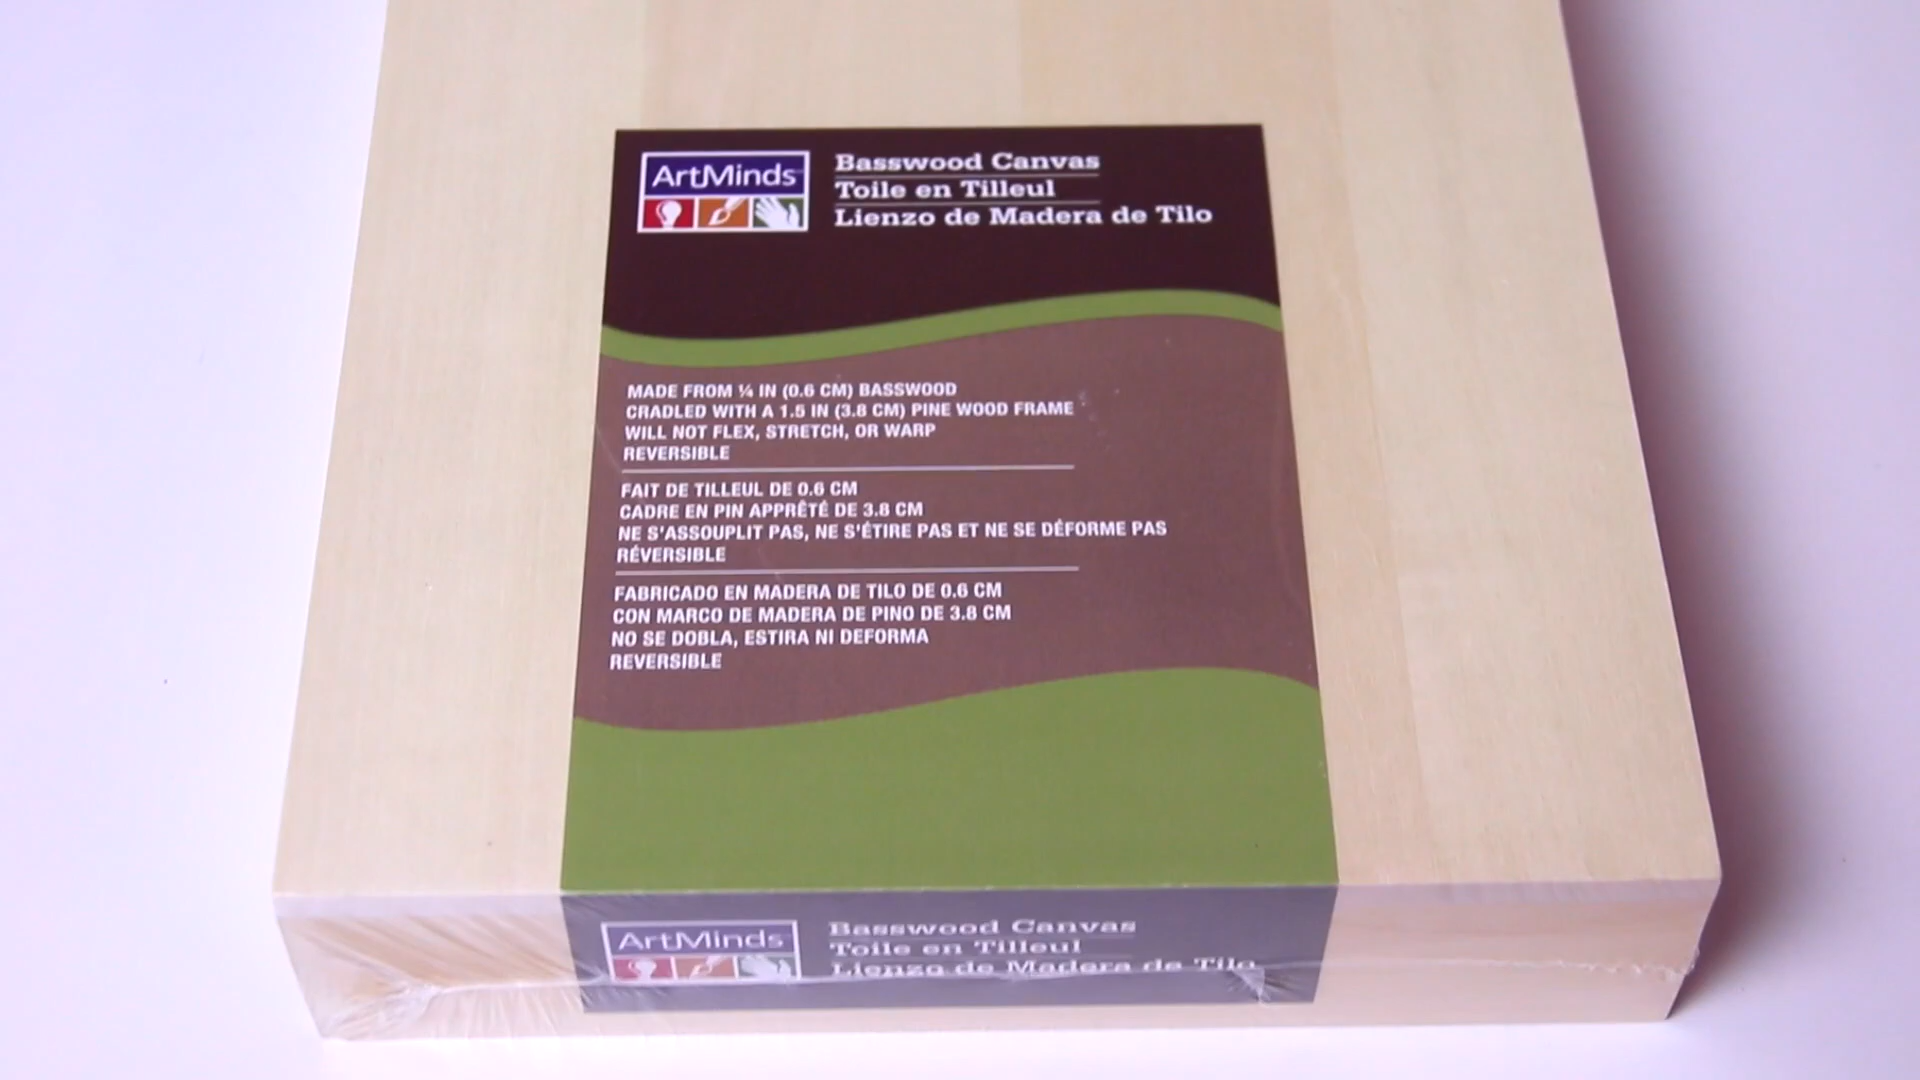 ArtMinds
Basswood Canvas
Toile en Tilleul
Lienzo de Madera de Tilo
MADE FROM ¼ IN (0.6 CM) BASSWOOD
CRADLED WITH A 1.5 IN (3.8 CM) PINE WOOD FRAME
WILL NOT FLEX, STRETCH, OR WARP
REVERSIBLE
FAIT DE TILLEUL DE 0.6 CM
CADRE EN PIN APPRÊTÉ DE 3.8 CM
NE S'ASSOUPLIT PAS, NE S'ÉTIRE PAS ET NE SE DÉFORME PAS
RÉVERSIBLE
FABRICADO EN MADERA DE TILO DE 0.6 CM
CON MARCO DE MADERA DE PINO DE 3.8 CM
NO SE DOBLA, ESTIRA NI DEFORMA
REVERSIBLE
ArtMinds
Basswood Canvas
Toile en Tilleul
Lienzo de Madera de Tilo